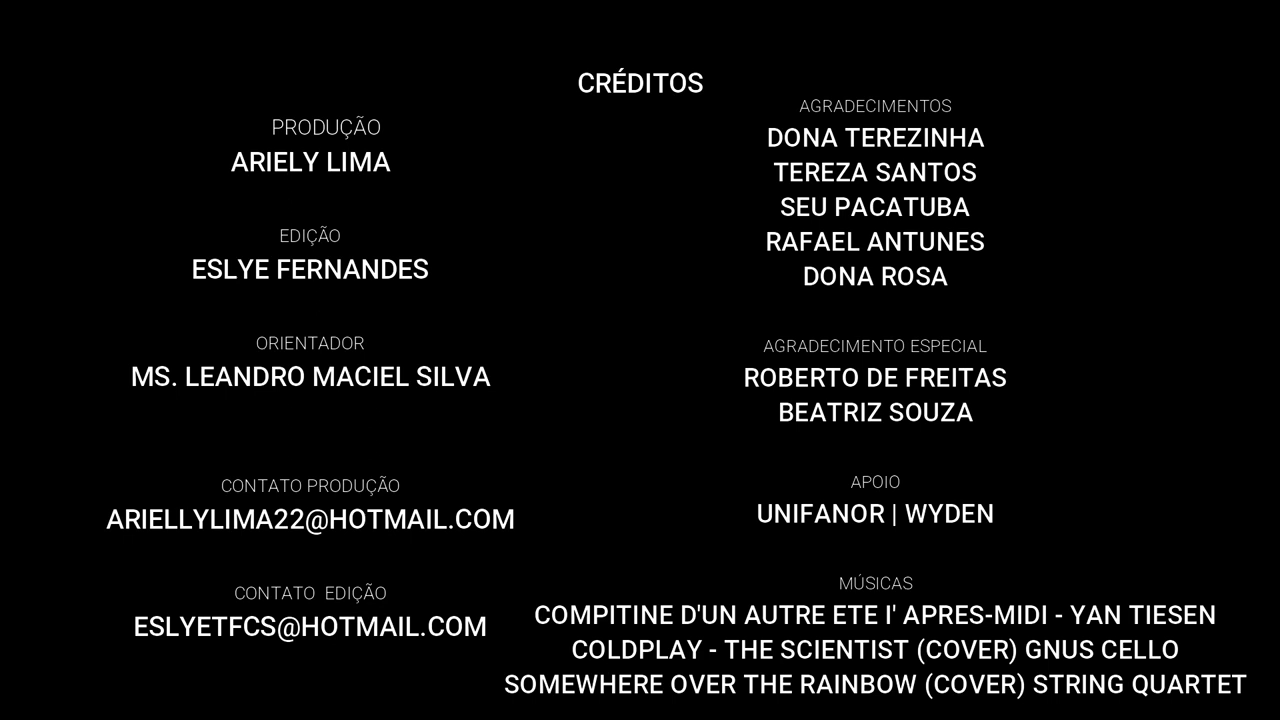 CRÉDITOS
PRODUÇÃO
ARIELY LIMA
EDIÇÃO
ESLYE FERNANDES
ORIENTADOR
MS. LEANDRO MACIEL SILVA
CONTATO PRODUÇÃO
ARIELLYLIMA22@HOTMAIL.COM
CONTATO EDIÇÃO
ESLYETFCS@HOTMAIL.COM
AGRADECIMENTOS
DONA TEREZINHA
TEREZA SANTOS
SEU PACATUBA
RAFAEL ANTUNES
DONA ROSA
AGRADECIMENTO ESPECIAL
ROBERTO DE FREITAS
BEATRIZ SOUZA
APOIO
UNIFANOR | WYDEN
MÚSICAS
COMPITINE D'UN AUTRE ETE I' APRES-MIDI - YAN TIESEN
COLDPLAY - THE SCIENTIST (COVER) GNUS CELLO
SOMEWHERE OVER THE RAINBOW (COVER) STRING QUARTET